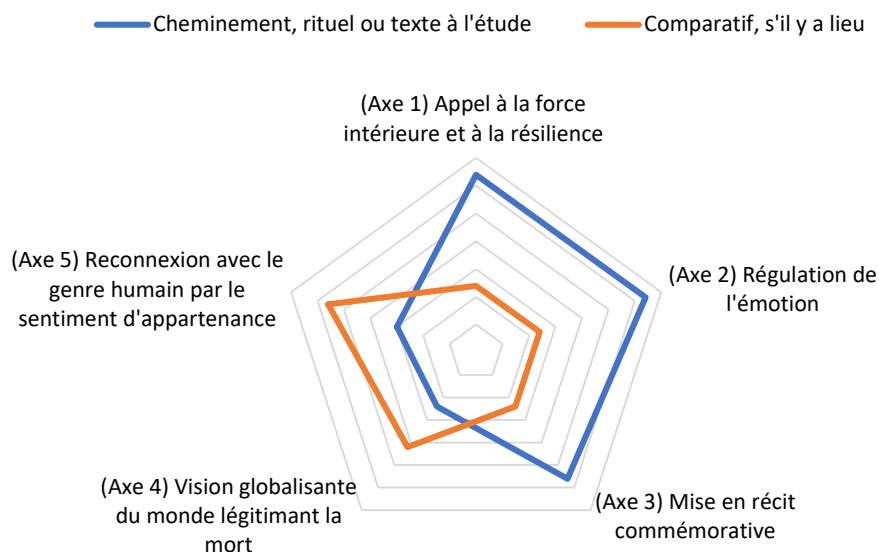 Cheminement, rituel ou texte à l'étude
Comparatif, s'il y a lieu
(Axe 1) Appel à la force
intérieure et à la résilience
(Axe 2) Régulation de
l'émotion
(Axe 3) Mise en récit
commémorative
(Axe 4) Vision globalisante
du monde légitimant la
mort
(Axe 5) Reconnexion avec le
genre humain par le
sentiment d'appartenance